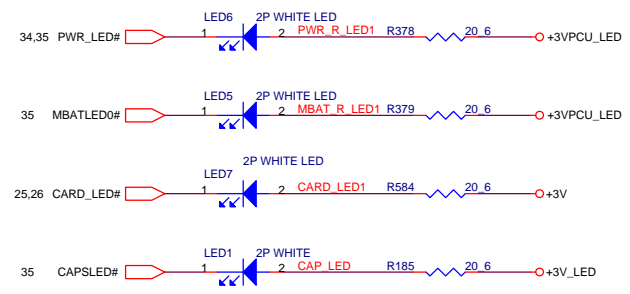 LED6 2P WHITE LED
34,35 PWR_LED# 1 2 PWR_R_LED1 R378 20_6 +3VPCU_LED
LED5 2P WHITE LED
35 MBATLED0# 1 2 MBAT_R_LED1 R379 20_6 +3VPCU_LED
2P WHITE LED
LED7
25,26 CARD_LED# 1 2 CARD_LED1 R584 20_6 +3V
LED1 2P WHITE
35 CAPSLED# 1 2 CAP_LED R185 20_6 +3V_LED